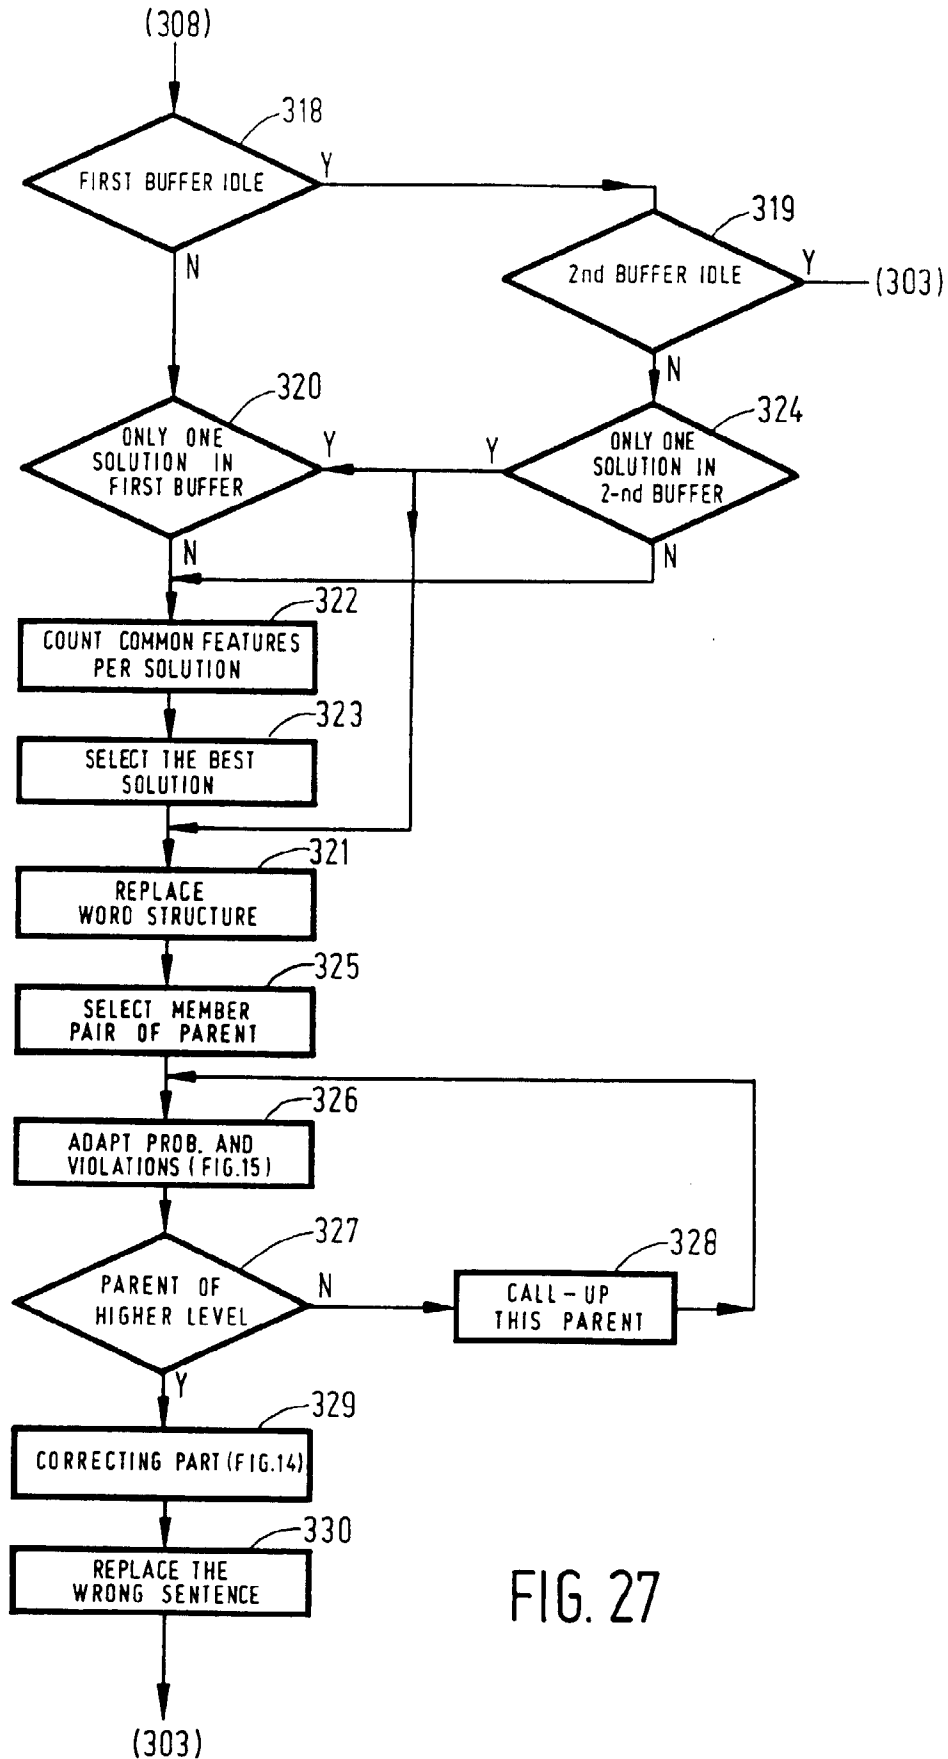 (308)
318
FIRST BUFFER IDLE
Y
N
319
2nd BUFFER IDLE
Y
(303)
N
320
ONLY ONE
SOLUTION IN
FIRST BUFFER
Y
N
324
ONLY ONE
SOLUTION IN
2-nd BUFFER
Y
N
322
COUNT COMMON FEATURES
PER SOLUTION
323
SELECT THE BEST
SOLUTION
321
REPLACE
WORD STRUCTURE
325
SELECT MEMBER
PAIR OF PARENT
326
ADAPT PROB. AND
VIOLATIONS (FIG.15)
327
PARENT OF
HIGHER LEVEL
N
Y
328
CALL-UP
THIS PARENT
329
CORRECTING PART (FIG.14)
330
REPLACE THE
WRONG SENTENCE
(303)
FIG. 27